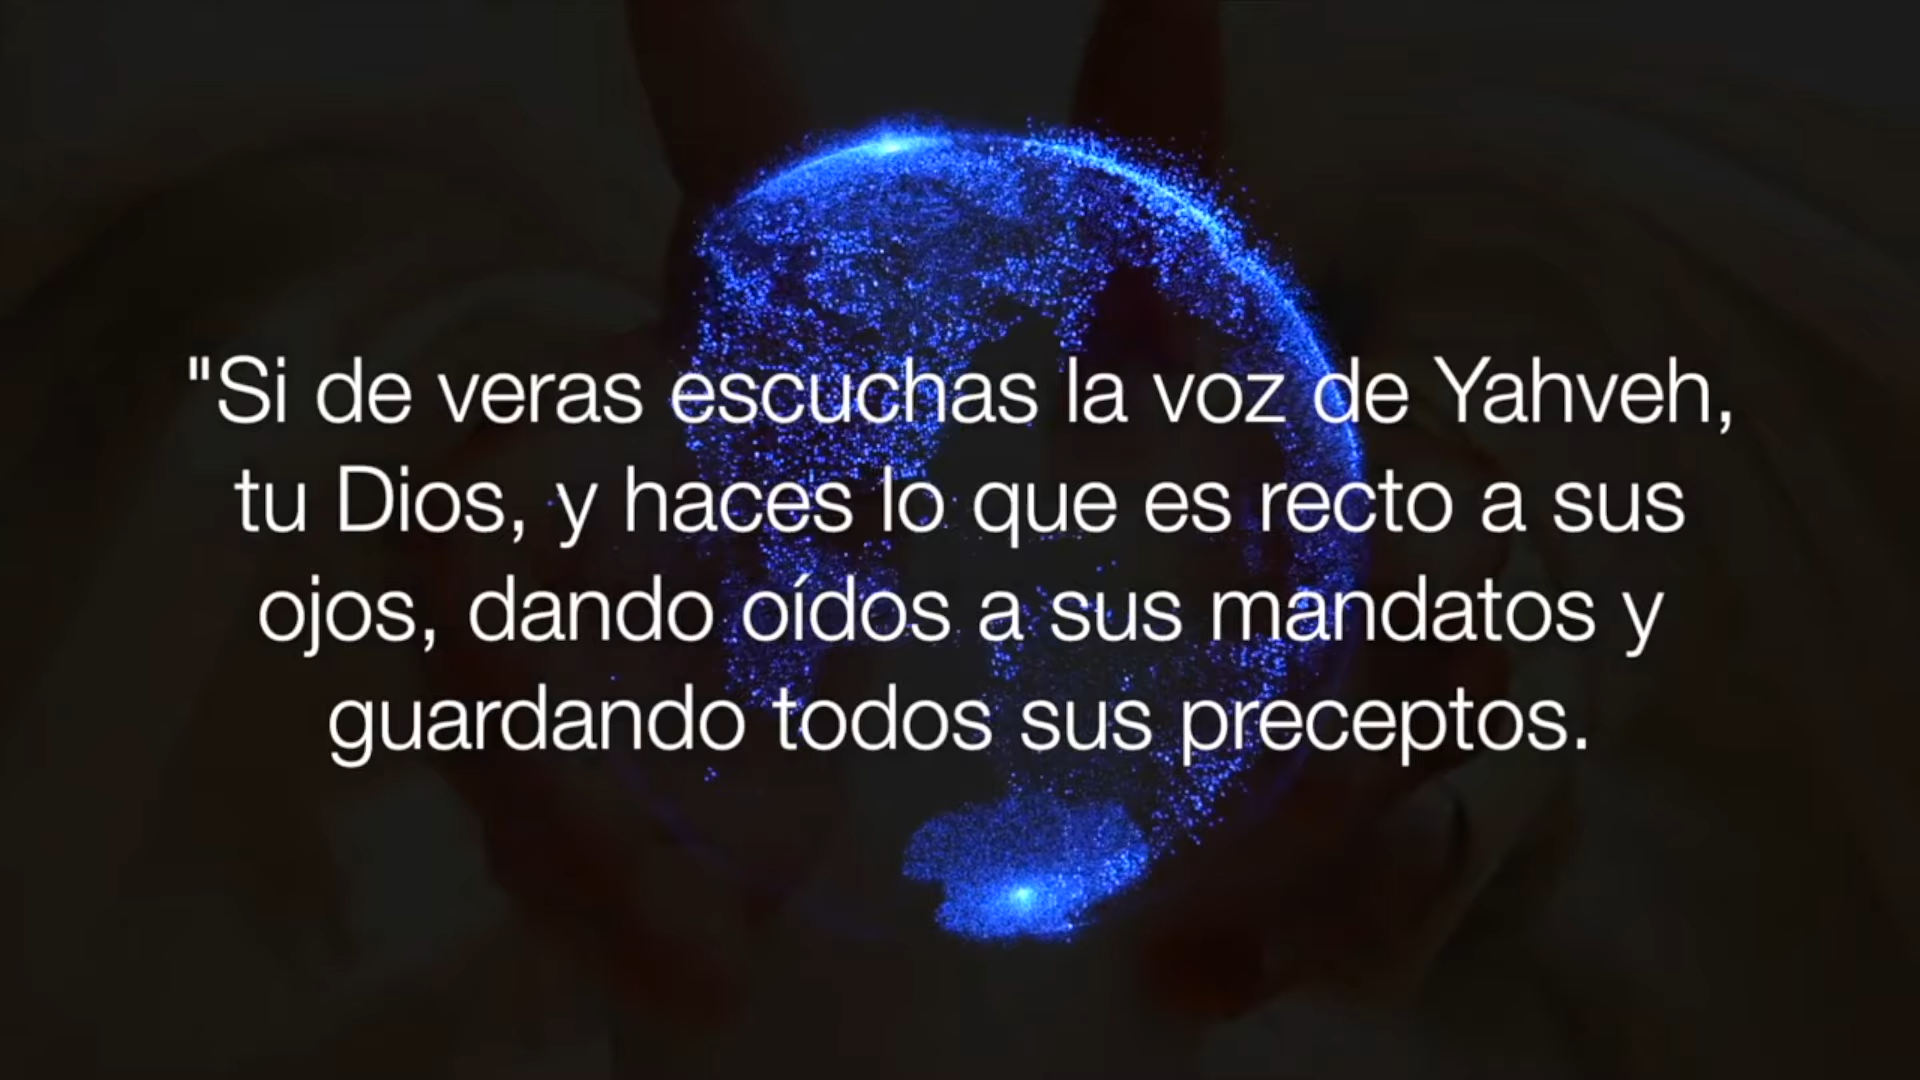 "Si de veras escuchas la voz de Yahveh,
tu Dios, y haces lo que es recto a sus
ojos, dando oídos a sus mandatos y
guardando todos sus preceptos.